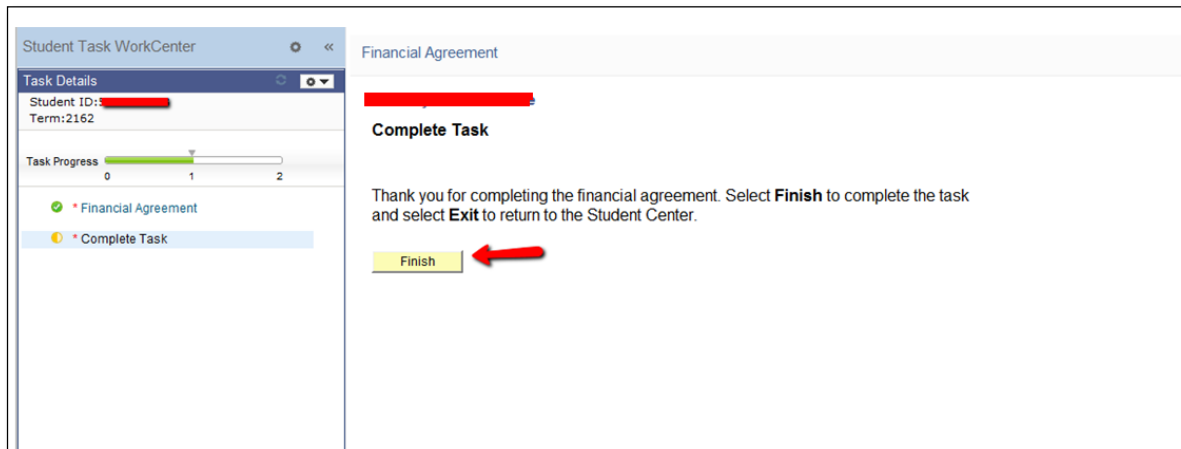 Student Task WorkCenter
Task Details
Student ID:
Term:2162
Task Progress
0 1 2
* Financial Agreement
* Complete Task
Financial Agreement
Complete Task
Thank you for completing the financial agreement. Select Finish to complete the task
and select Exit to return to the Student Center.
Finish